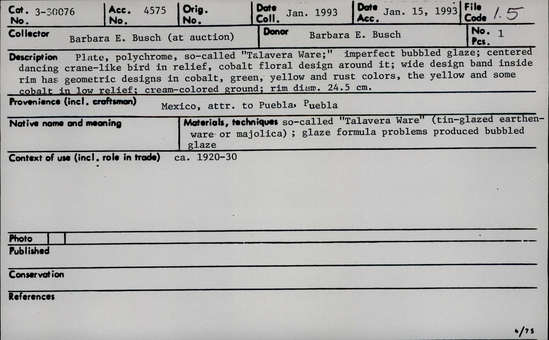 Cat. No. 3-30076 Acc. No. 4575 Orig. No. Date Coll. Jan. 1993 Date Acc. Jan. 15, 1993 File Code 1.5
Collector Barbara E. Busch (at auction) Donor Barbara E. Busch No. Pcs. 1
Description Plate, polychrome, so-called "Talavera Ware;" imperfect bubbled glaze; centered
dancing crane-like bird in relief, cobalt floral design around it; wide design band inside
rim has geometric designs in cobalt, green, yellow and rust colors, the yellow and some
cobalt in low relief; cream-colored ground; rim diam. 24.5 cm.
Provenience (incl. craftsman) Mexico, attr. to Puebla, Puebla
Native name and meaning Materials, techniques so-called "Talavera Ware" (tin-glazed earthen-
ware or majolica) ; glaze formula problems produced bubbled
glaze
Context of use (incl. role in trade) ca. 1920-30
Photo
Published
Conservation
References
4/75